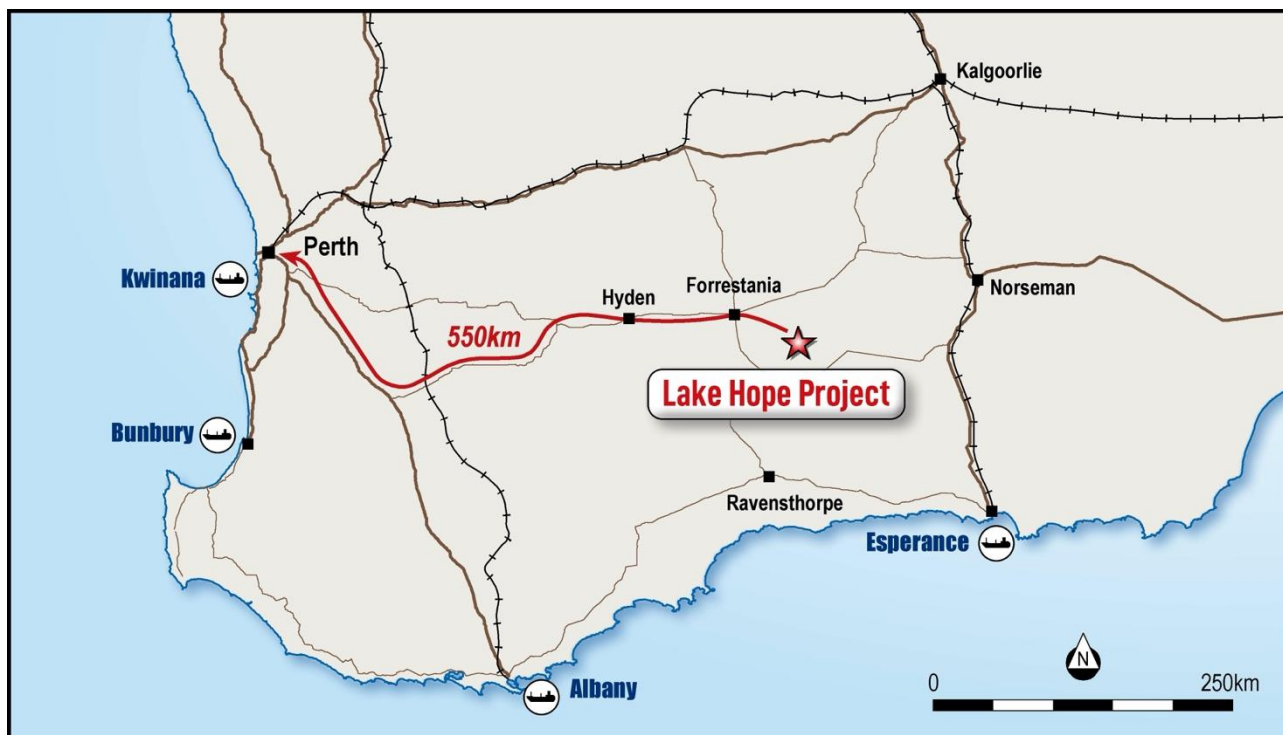 Kalgoorlie
Perth
Kwinana
Forrestania
Norseman
Hyden
550km
Lake Hope Project
Bunbury
Ravensthorpe
Esperance
Albany
N
0 250km